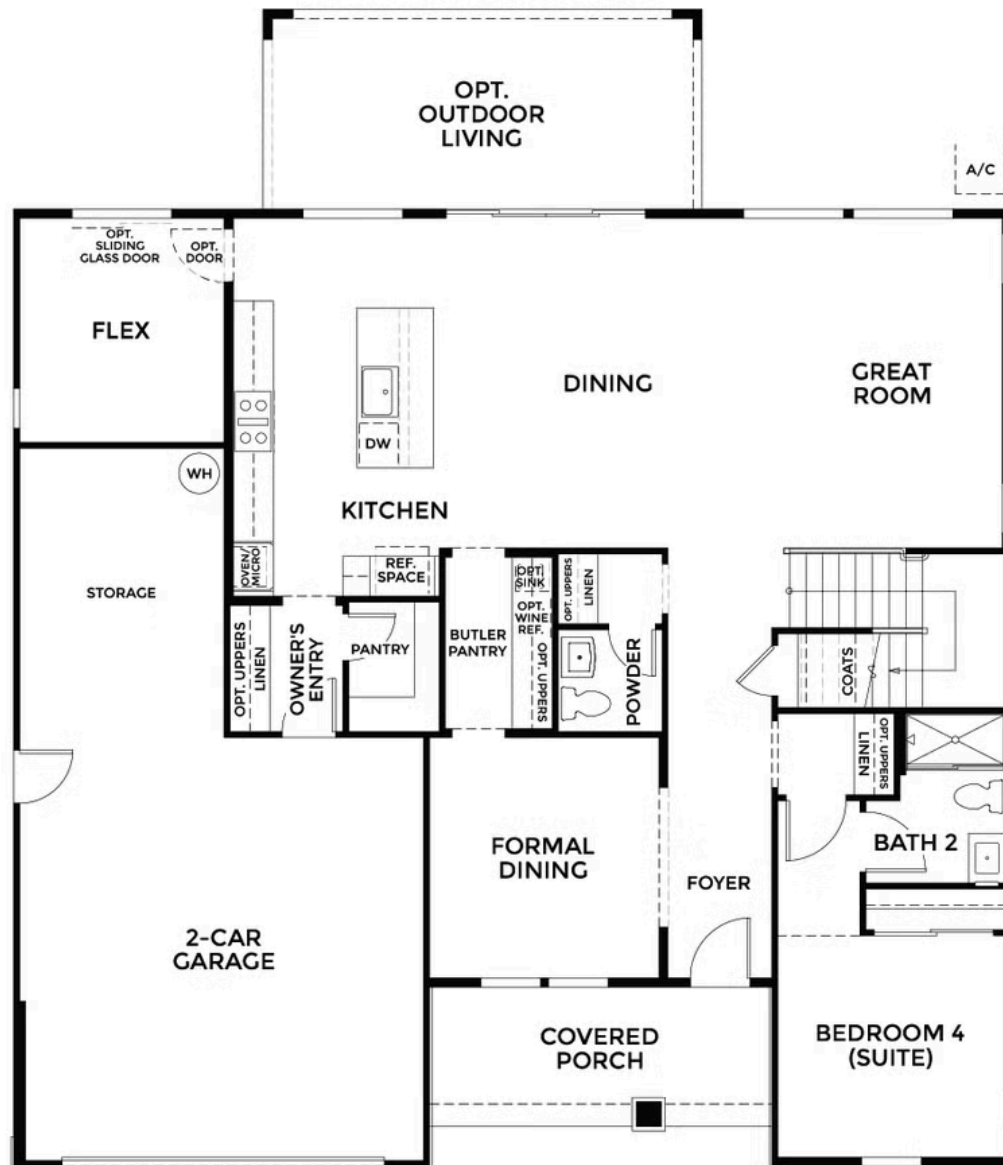 OPT.
OUTDOOR
LIVING
A/C
OPT.
SLIDING
GLASS DOOR
OPT.
DOOR
FLEX
DINING
GREAT
ROOM
DW
WH
KITCHEN
OVEN/
MICRO
REF.
SPACE
STORAGE
OPT. UPPERS
LINEN
OWNER'S
ENTRY
PANTRY
BUTLER
PANTRY
OPT.
SINK
OPT.
WINE
REF.
OPT. UPPERS
OPT. UPPERS
LINEN
POWDER
COATS
LINEN
OPT. UPPERS
BATH 2
FORMAL
DINING
FOYER
2-CAR
GARAGE
COVERED
PORCH
BEDROOM 4
(SUITE)